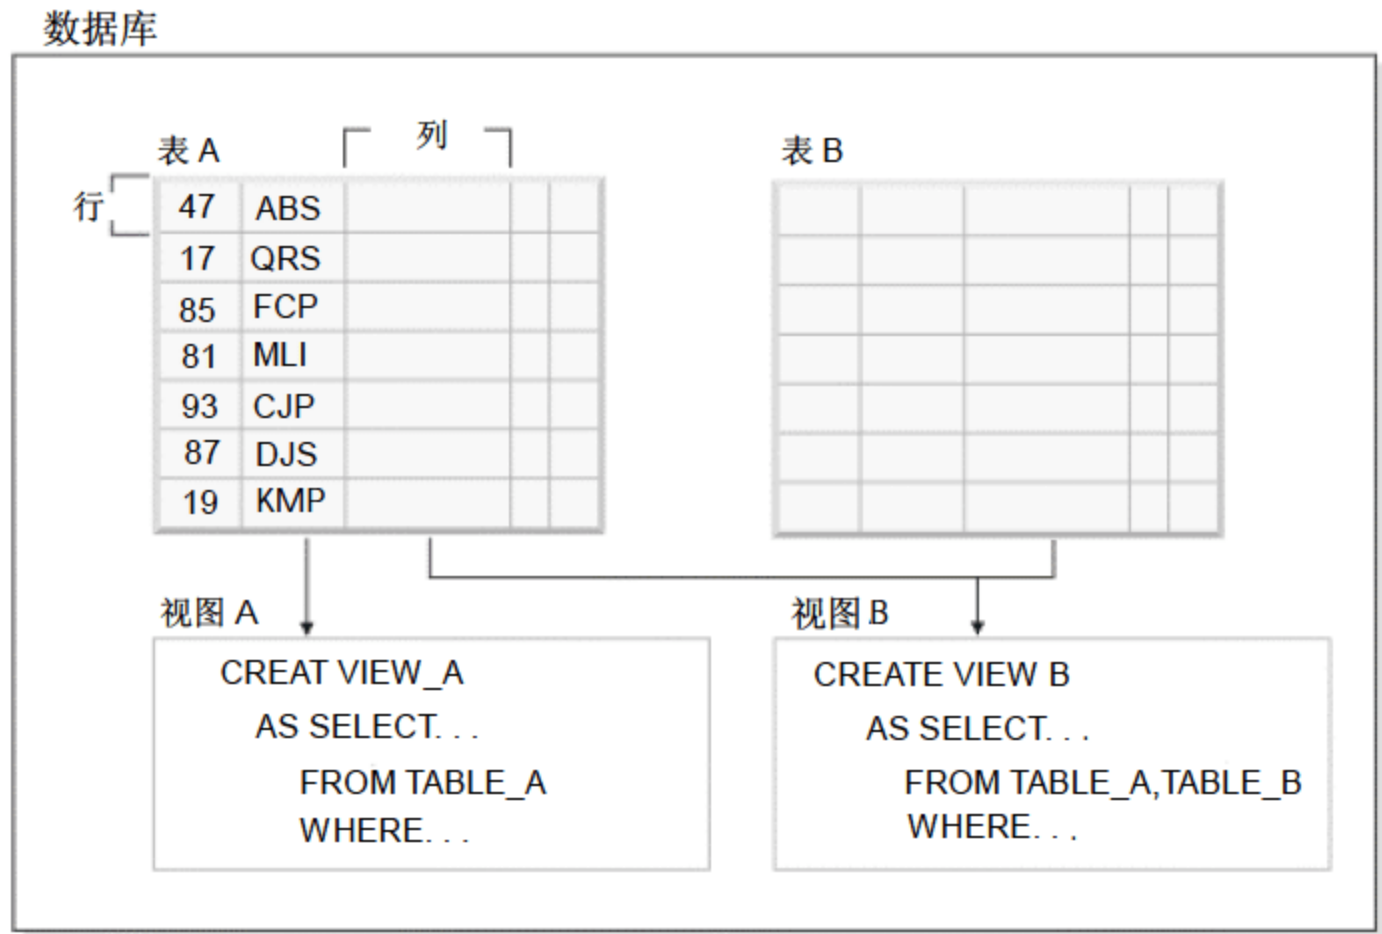 数据库
列
表 A
表 B
行
47 ABS
17 QRS
85 FCP
81 MLI
93 CJP
87 DJS
19 KMP
视图 A
视图 B
CREAT VIEW_A
AS SELECT. . .
FROM TABLE_A
WHERE. . .
CREATE VIEW B
AS SELECT. . .
FROM TABLE_A,TABLE_B
WHERE. . .